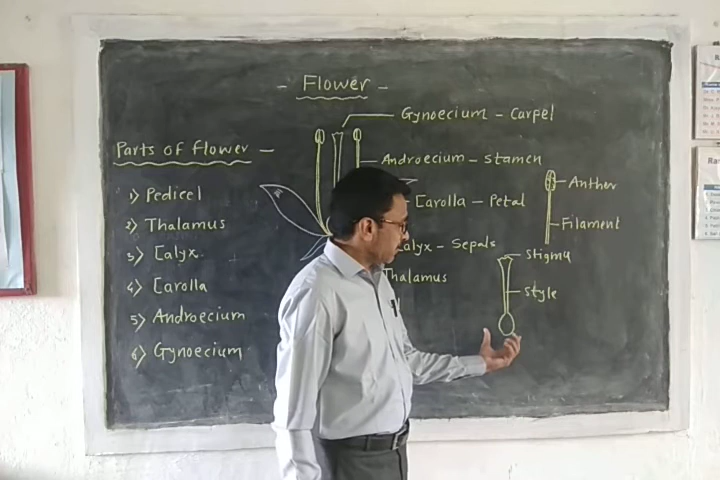 - Flower -
Gynoecium - Carpel
Parts of flower -
Androecium - stamen
Anther
1) Pedicel
Carolla - Petal
2) Thalamus
Filament
3) Calyx
Calyx - Sepals
Stigma
4) Carolla
Thalamus
Style
5) Androecium
6) Gynoecium